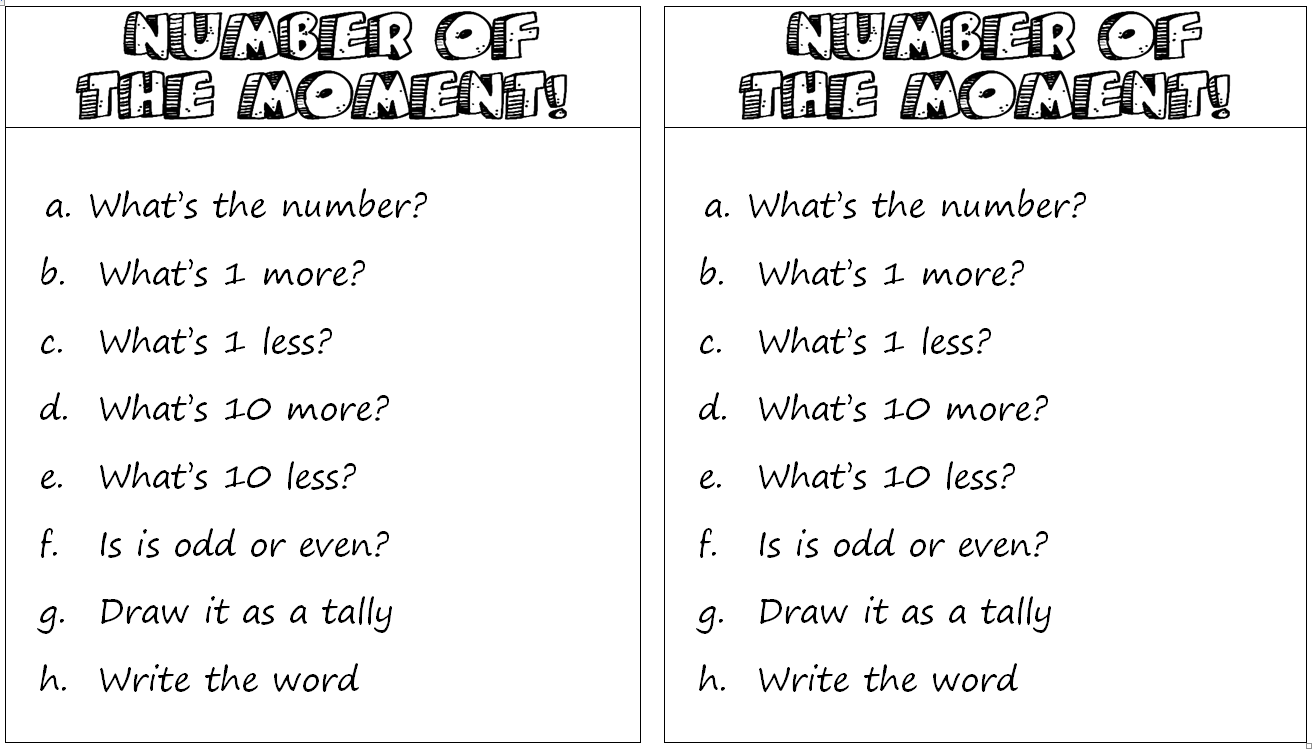 NUMBER OF
THE MOMENT!
a. What's the number?
b. What's 1 more?
c. What's 1 less?
d. What's 10 more?
e. What's 10 less?
f. Is is odd or even?
g. Draw it as a tally
h. Write the word
NUMBER OF
THE MOMENT!
a. What's the number?
b. What's 1 more?
c. What's 1 less?
d. What's 10 more?
e. What's 10 less?
f. Is is odd or even?
g. Draw it as a tally
h. Write the word